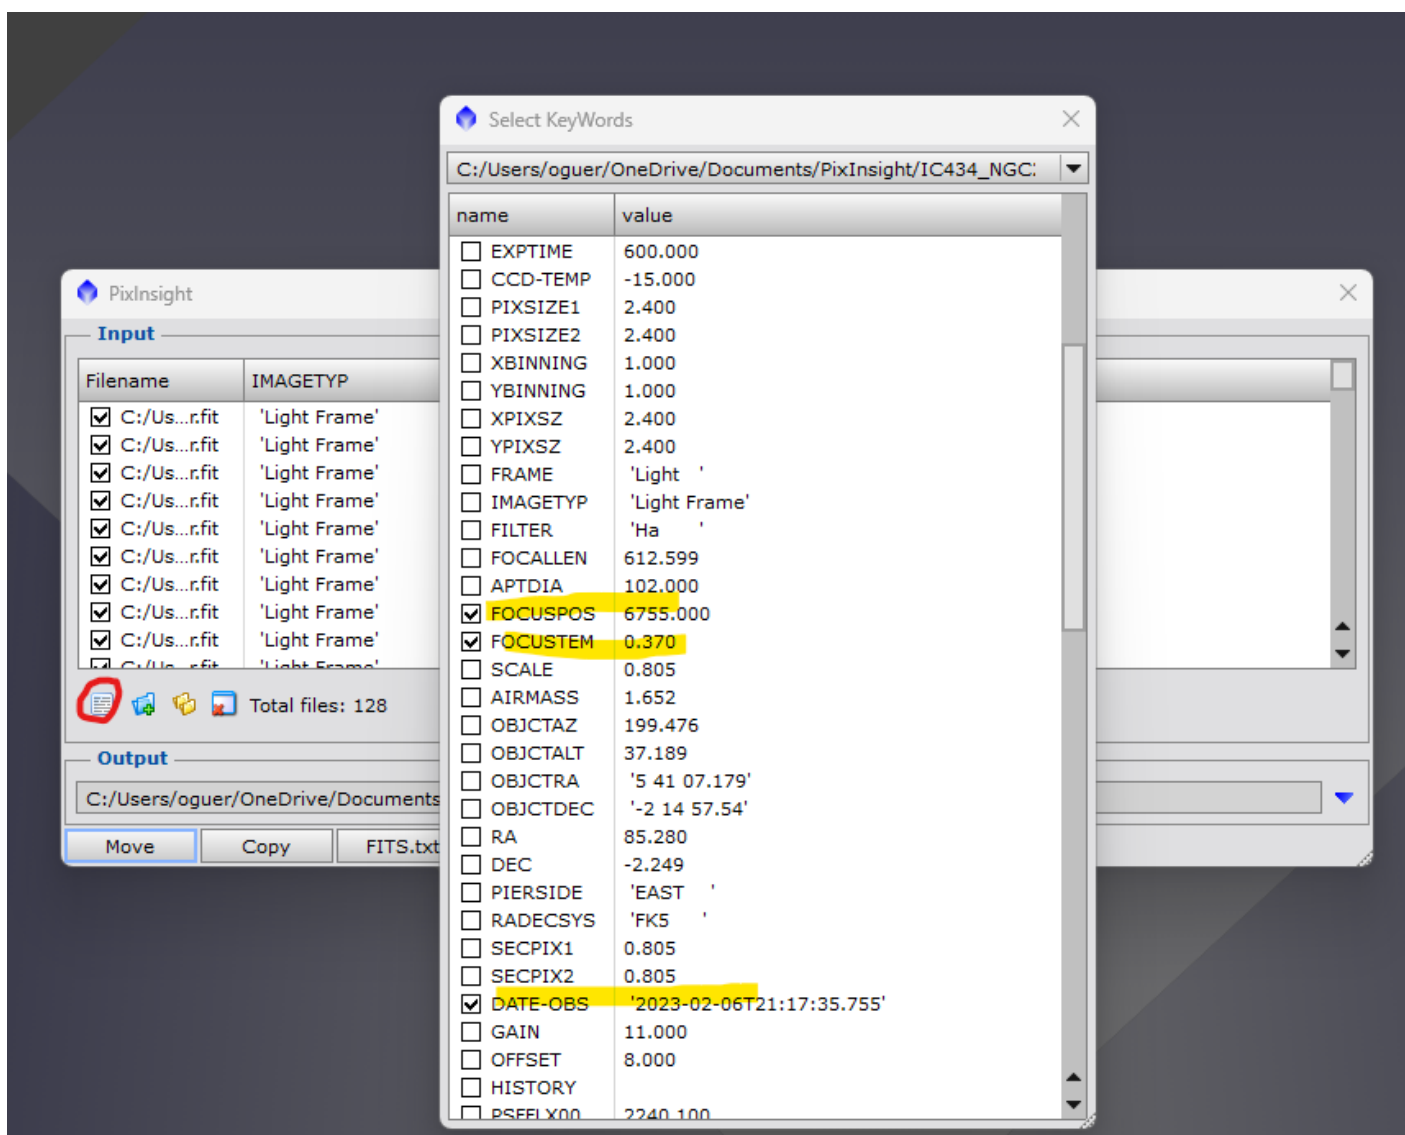 Select KeyWords
C:/Users/oguer/OneDrive/Documents/PixInsight/IC434_NGC
name value
EXPTIME 600.000
CCD-TEMP -15.000
PIXSIZE1 2.400
PIXSIZE2 2.400
XBINNING 1.000
YBINNING 1.000
XPIXSZ 2.400
YPIXSZ 2.400
FRAME 'Light   '
IMAGETYP 'Light Frame'
FILTER 'Ha      '
FOCALLEN 612.599
APTDIA 102.000
FOCUSPOS 6755.000
FOCUSTEM 0.370
SCALE 0.805
AIRMASS 1.652
OBJCTAZ 199.476
OBJCTALT 37.189
OBJCTRA '5 41 07.179'
OBJCTDEC '-2 14 57.54'
RA 85.280
DEC -2.249
PIERSIDE 'EAST    '
RADECSYS 'FK5     '
SECPIX1 0.805
SECPIX2 0.805
DATE-OBS '2023-02-06T21:17:35.755'
GAIN 11.000
OFFSET 8.000
HISTORY
PSFFLX00 2240.100
PixInsight
Input
Filename IMAGETYP
C:/Us...r.fit 'Light Frame'
C:/Us...r.fit 'Light Frame'
C:/Us...r.fit 'Light Frame'
C:/Us...r.fit 'Light Frame'
C:/Us...r.fit 'Light Frame'
C:/Us...r.fit 'Light Frame'
C:/Us...r.fit 'Light Frame'
C:/Us...r.fit 'Light Frame'
C:/Us...r.fit 'Light Frame'
C:/Us...r.fit 'Light Frame'
Total files: 128
Output
C:/Users/oguer/OneDrive/Documents
Move Copy FITS.txt